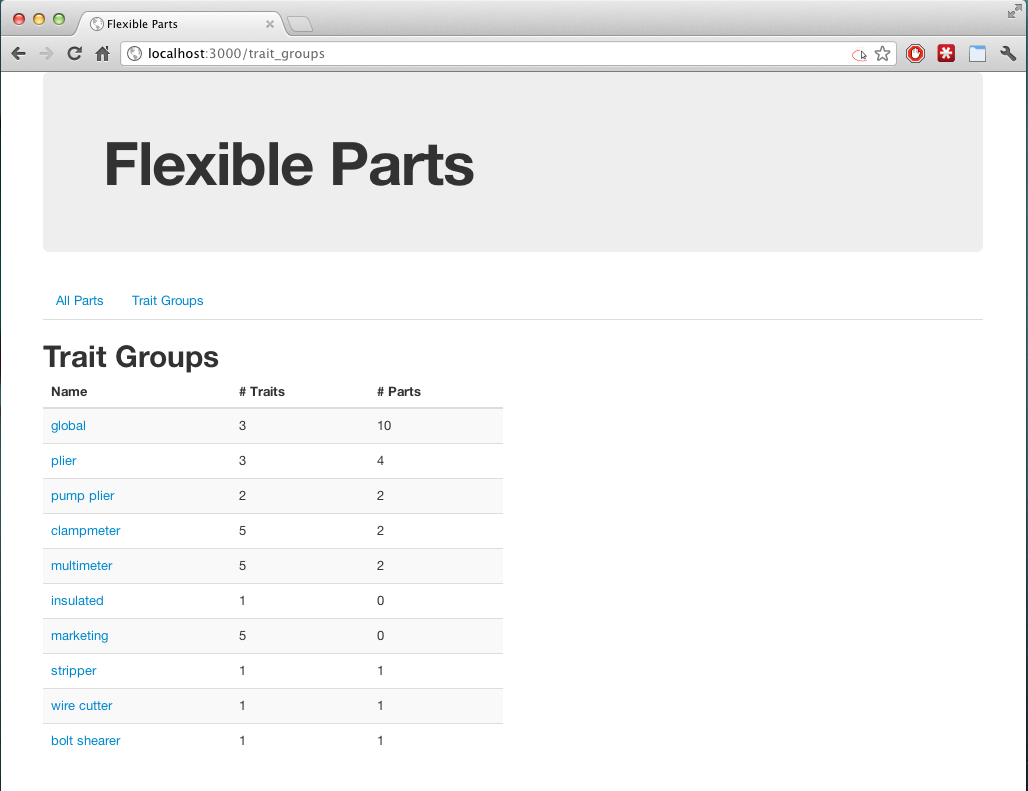 Flexible Parts
localhost:3000/trait_groups
Flexible Parts
All Parts Trait Groups
Trait Groups
Name # Traits # Parts
global 3 10
plier 3 4
pump plier 2 2
clampmeter 5 2
multimeter 5 2
insulated 1 0
marketing 5 0
stripper 1 1
wire cutter 1 1
bolt shearer 1 1